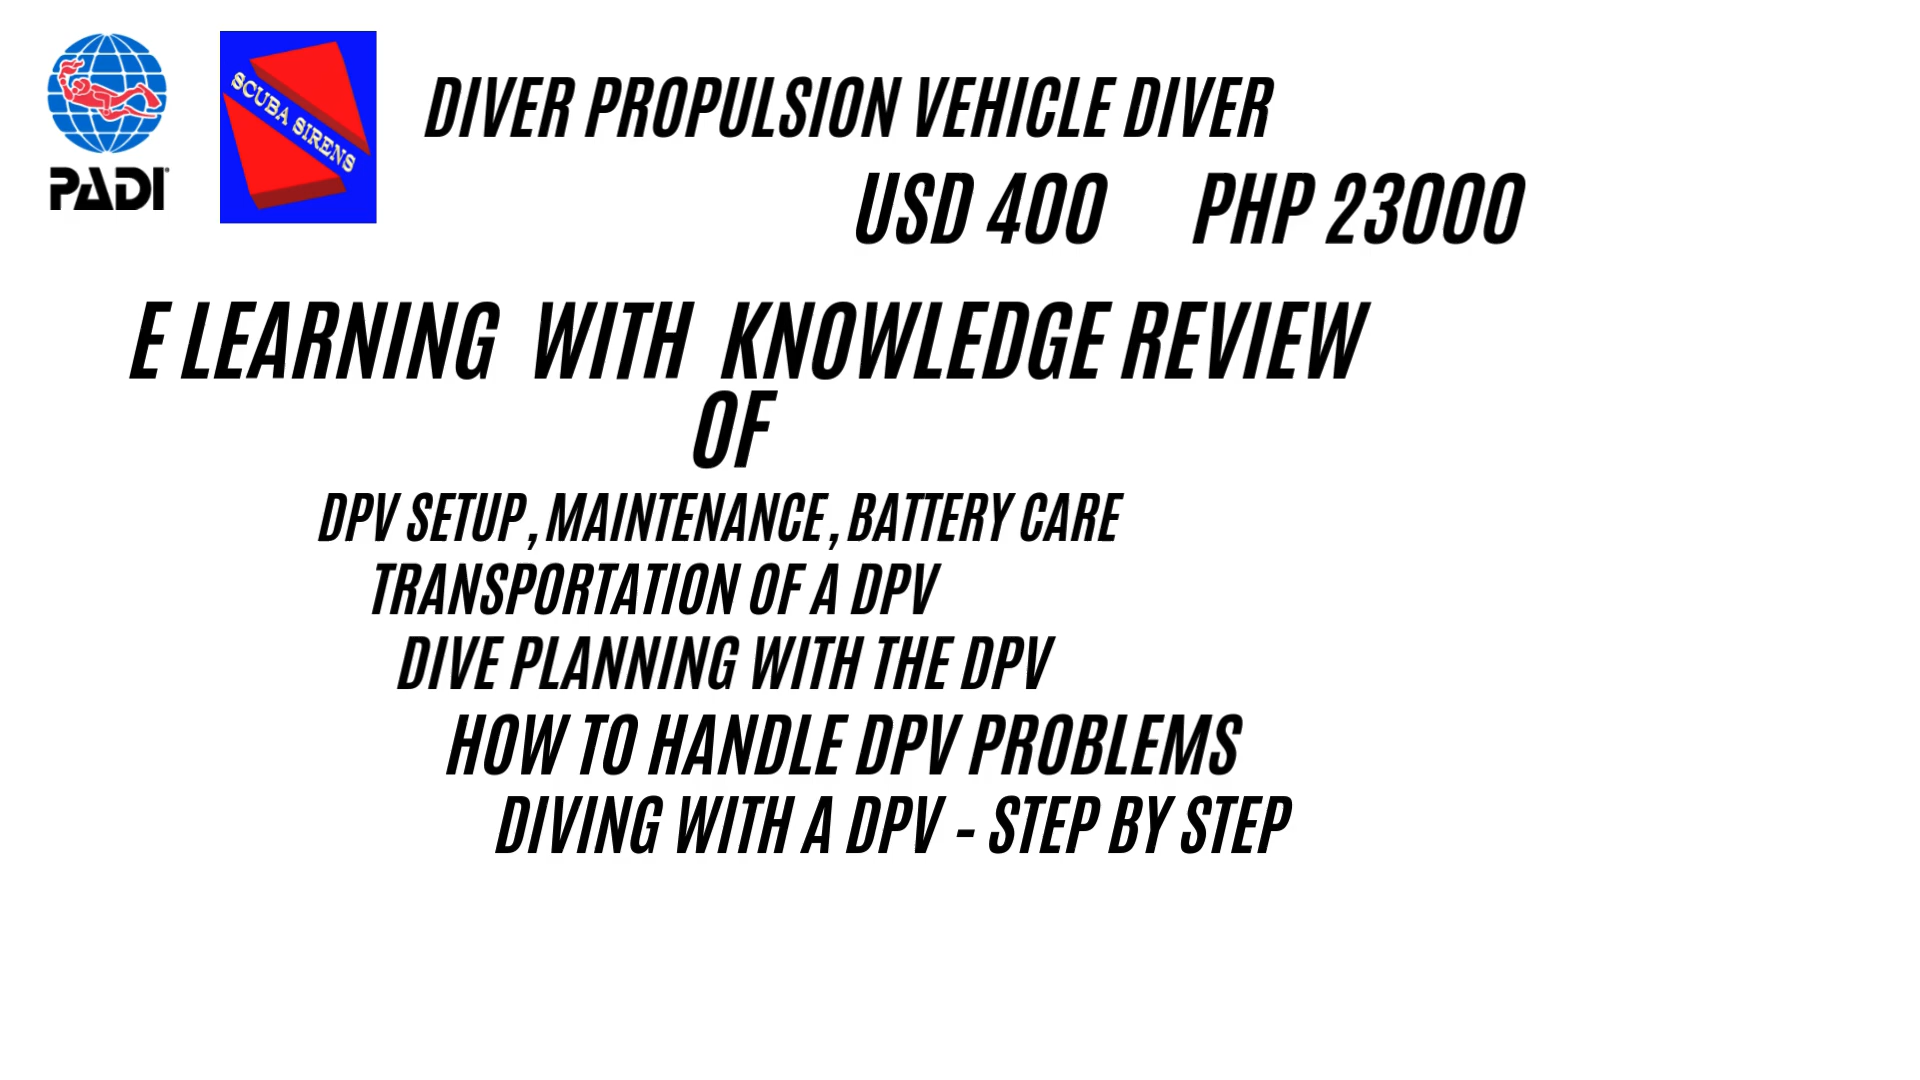 PADI
SCUBA SIRENS
DIVER PROPULSION VEHICLE DIVER
USD 400 PHP 23000
E LEARNING WITH KNOWLEDGE REVIEW
OF
DPV SETUP , MAINTENANCE , BATTERY CARE
TRANSPORTATION OF A DPV
DIVE PLANNING WITH THE DPV
HOW TO HANDLE DPV PROBLEMS
DIVING WITH A DPV - STEP BY STEP